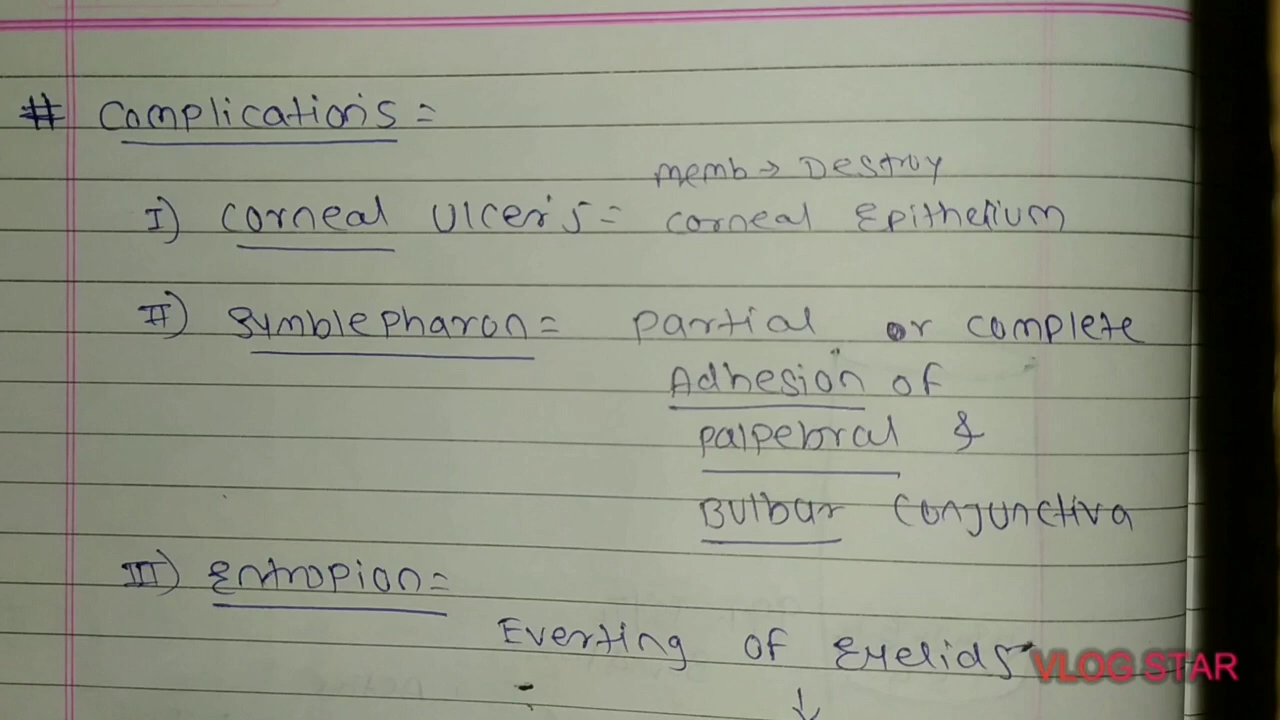 # Complications =
memb → Destroy
I) Corneal Ulcers = Corneal Epithelium
II) Symblepharon = Partial or complete
Adhesion of
Palpebral &
Bulbar Conjunctiva
III) Entropion =
Everting of Eyelids
↓
VLOG STAR